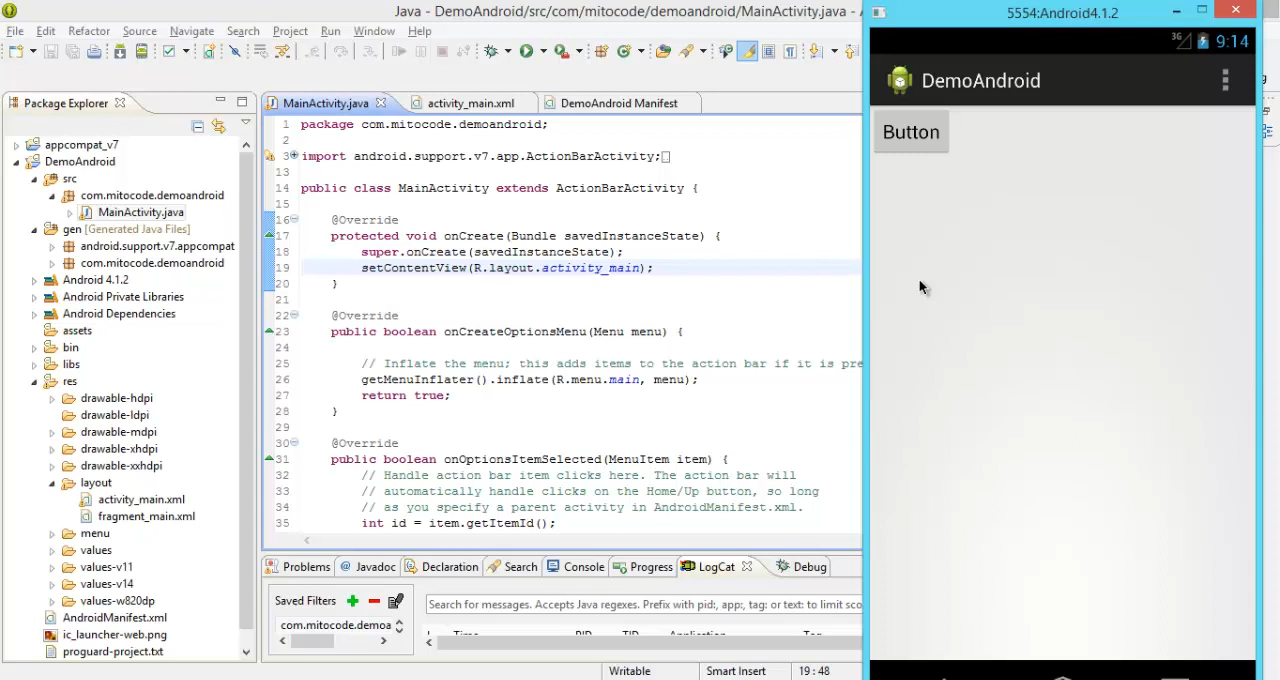 Java - DemoAndroid/src/com/mitocode/demoandroid/MainActivity.java - A
5554:Android4.1.2
File Edit Refactor Source Navigate Search Project Run Window Help
3G 9:14
DemoAndroid
Button
Package Explorer
MainActivity.java
activity_main.xml
DemoAndroid Manifest
appcompat_v7
DemoAndroid
src
com.mitocode.demoandroid
MainActivity.java
gen [Generated Java Files]
android.support.v7.appcompat
com.mitocode.demoandroid
Android 4.1.2
Android Private Libraries
Android Dependencies
assets
bin
libs
res
drawable-hdpi
drawable-ldpi
drawable-mdpi
drawable-xhdpi
drawable-xxhdpi
layout
activity_main.xml
fragment_main.xml
menu
values
values-v11
values-v14
values-w820dp
AndroidManifest.xml
ic_launcher-web.png
proguard-project.txt
1 package com.mitocode.demoandroid;
2
3 import android.support.v7.app.ActionBarActivity;
13
14 public class MainActivity extends ActionBarActivity {
15
16 @Override
17 protected void onCreate(Bundle savedInstanceState) {
18 super.onCreate(savedInstanceState);
19 setContentView(R.layout.activity_main);
20 }
21
22 @Override
23 public boolean onCreateOptionsMenu(Menu menu) {
24
25 // Inflate the menu; this adds items to the action bar if it is pre
26 getMenuInflater().inflate(R.menu.main, menu);
27 return true;
28 }
29
30 @Override
31 public boolean onOptionsItemSelected(MenuItem item) {
32 // Handle action bar item clicks here. The action bar will
33 // automatically handle clicks on the Home/Up button, so long
34 // as you specify a parent activity in AndroidManifest.xml.
35 int id = item.getItemId();
Problems Javadoc Declaration Search Console Progress LogCat Debug
Saved Filters
com.mitocode.demoa
Search for messages. Accepts Java regexes. Prefix with pid:, app:, tag: or text: to limit sco
Time PID TID Application Tag
Writable Smart Insert 19 : 48